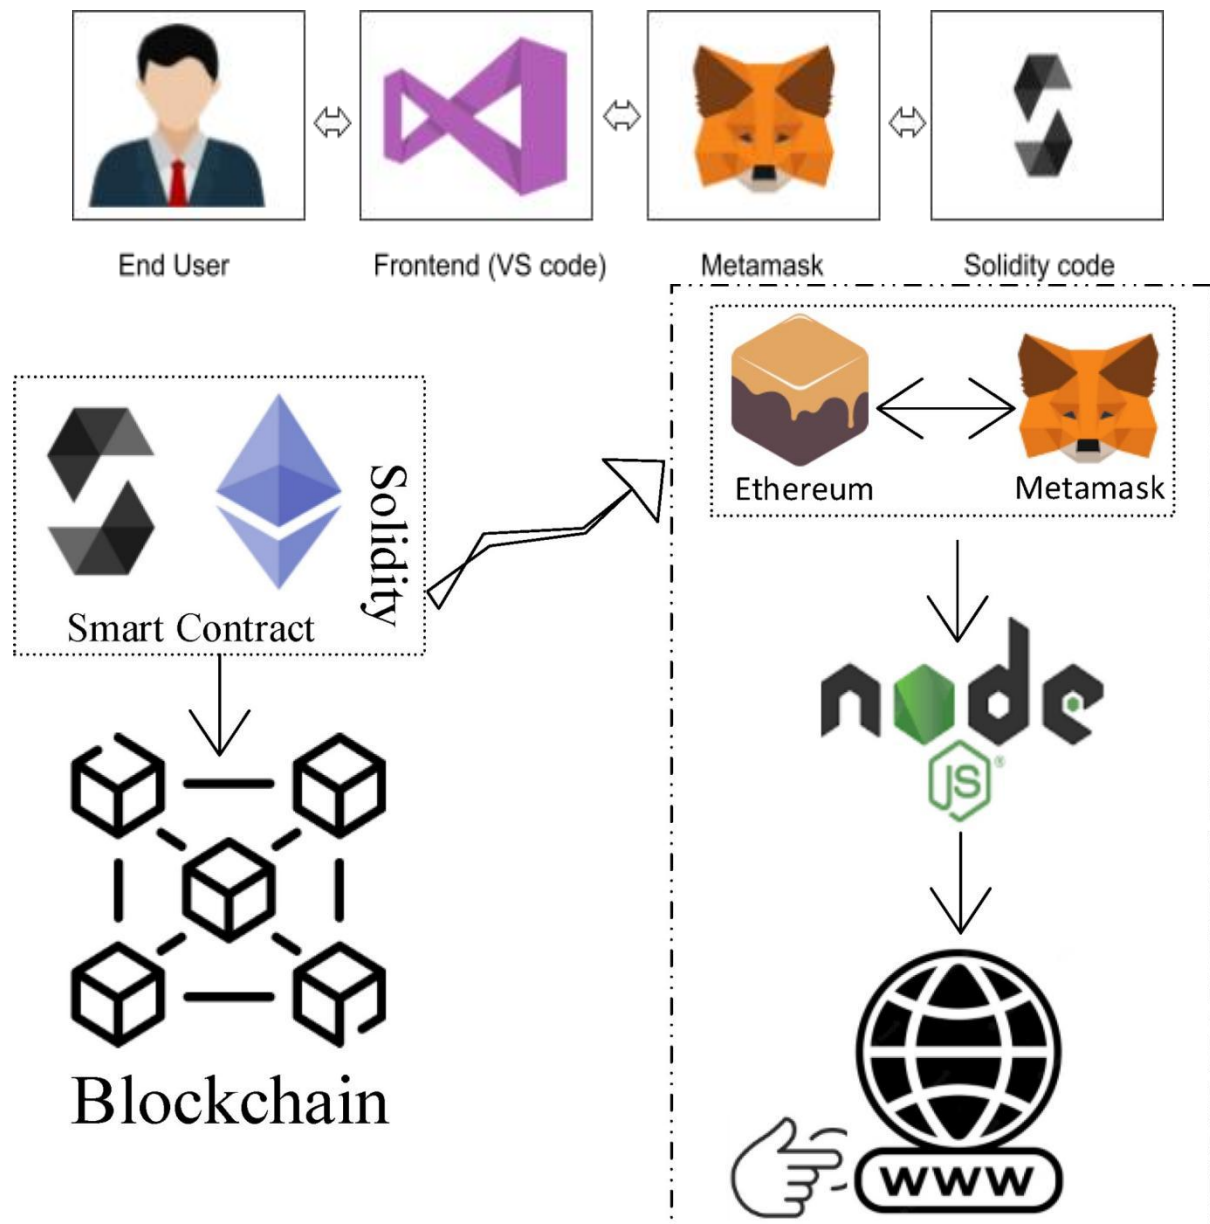 End User
Frontend (VS code)
Metamask
Solidity code
Ethereum
Metamask
Solidity
Smart Contract
node
JS®
Blockchain
www